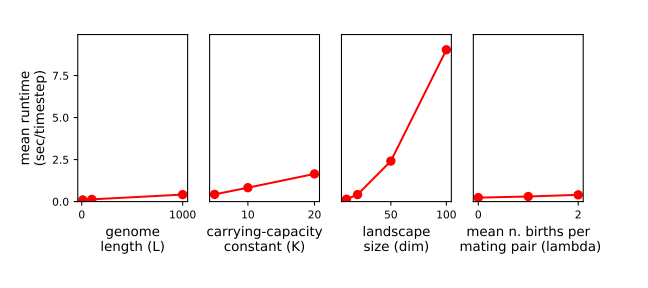 mean runtime
(sec/timestep)
7.5
5.0
2.5
0.0
0 1000
genome
length (L)
10 20
carrying-capacity
constant (K)
50 100
landscape
size (dim)
0 2
mean n. births per
mating pair (lambda)